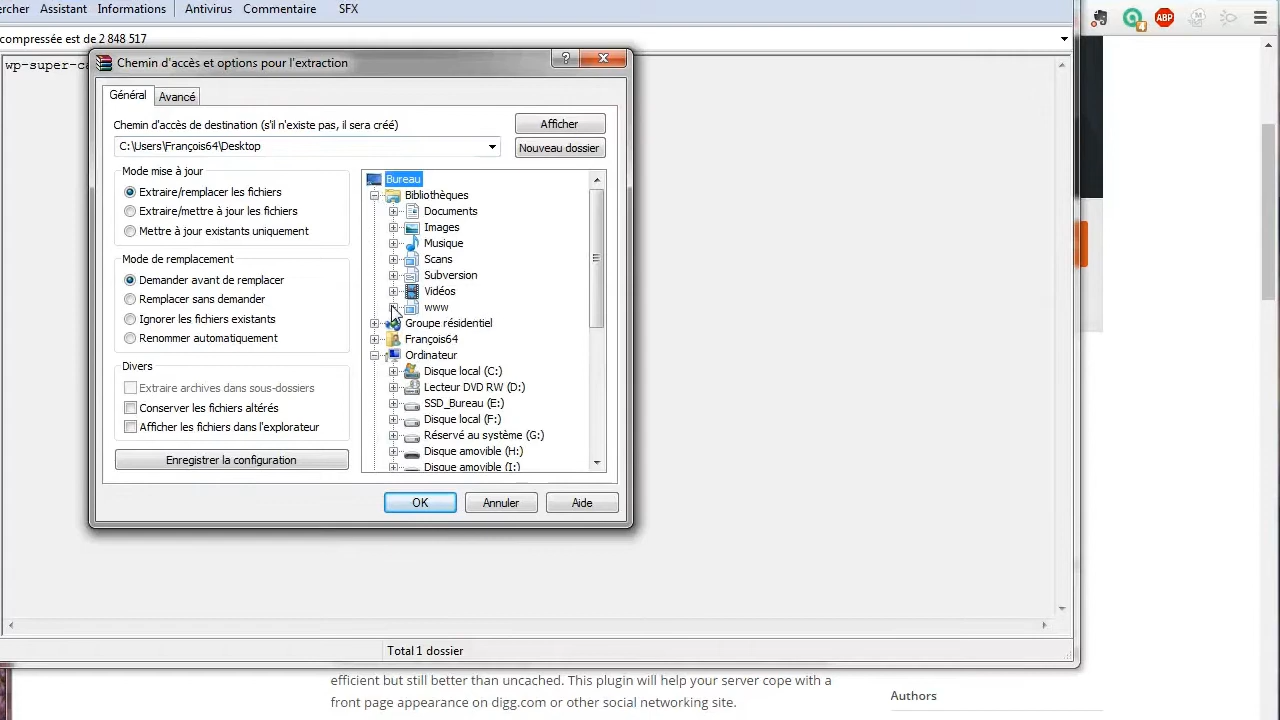 ercher Assistant Informations Antivirus Commentaire SFX
compressée est de 2 848 517
wp-super-ca
Chemin d'accès et options pour l'extraction
Général Avancé
Chemin d'accès de destination (s'il n'existe pas, il sera créé)
C:\Users\François64\Desktop
Afficher
Nouveau dossier
Mode mise à jour
Extraire/remplacer les fichiers
Extraire/mettre à jour les fichiers
Mettre à jour existants uniquement
Mode de remplacement
Demander avant de remplacer
Remplacer sans demander
Ignorer les fichiers existants
Renommer automatiquement
Divers
Extraire archives dans sous-dossiers
Conserver les fichiers altérés
Afficher les fichiers dans l'explorateur
Enregistrer la configuration
Bureau
Bibliothèques
Documents
Images
Musique
Scans
Subversion
Vidéos
www
Groupe résidentiel
François64
Ordinateur
Disque local (C:)
Lecteur DVD RW (D:)
SSD_Bureau (E:)
Disque local (F:)
Réservé au système (G:)
Disque amovible (H:)
Disque amovible (I:)
OK Annuler Aide
Total 1 dossier
efficient but still better than uncached. This plugin will help your server cope with a
front page appearance on digg.com or other social networking site.
Authors
ABP
4